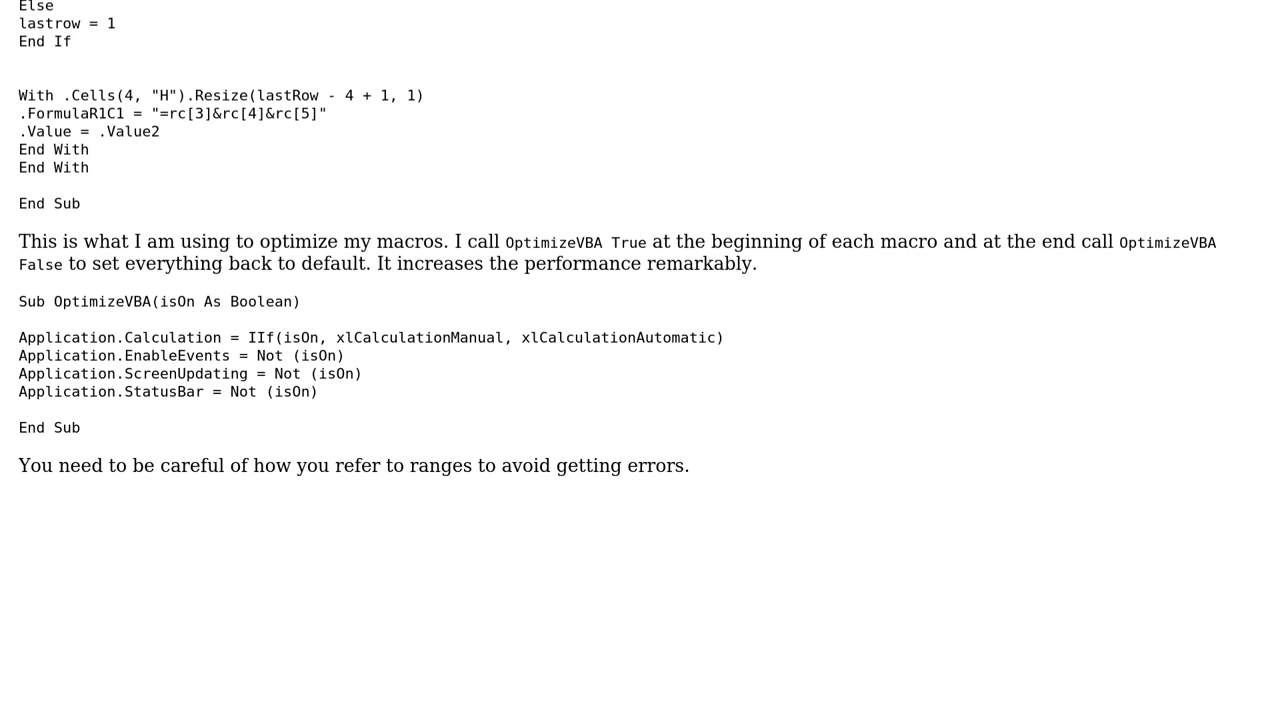 Else
lastrow = 1
End If
With .Cells(4, "H").Resize(lastRow - 4 + 1, 1)
.FormulaR1C1 = "=rc[3]&rc[4]&rc[5]"
.Value = .Value2
End With
End With
End Sub
This is what I am using to optimize my macros. I call OptimizeVBA True at the beginning of each macro and at the end call OptimizeVBA
False to set everything back to default. It increases the performance remarkably.
Sub OptimizeVBA(isOn As Boolean)
Application.Calculation = IIf(isOn, xlCalculationManual, xlCalculationAutomatic)
Application.EnableEvents = Not (isOn)
Application.ScreenUpdating = Not (isOn)
Application.StatusBar = Not (isOn)
End Sub
You need to be careful of how you refer to ranges to avoid getting errors.